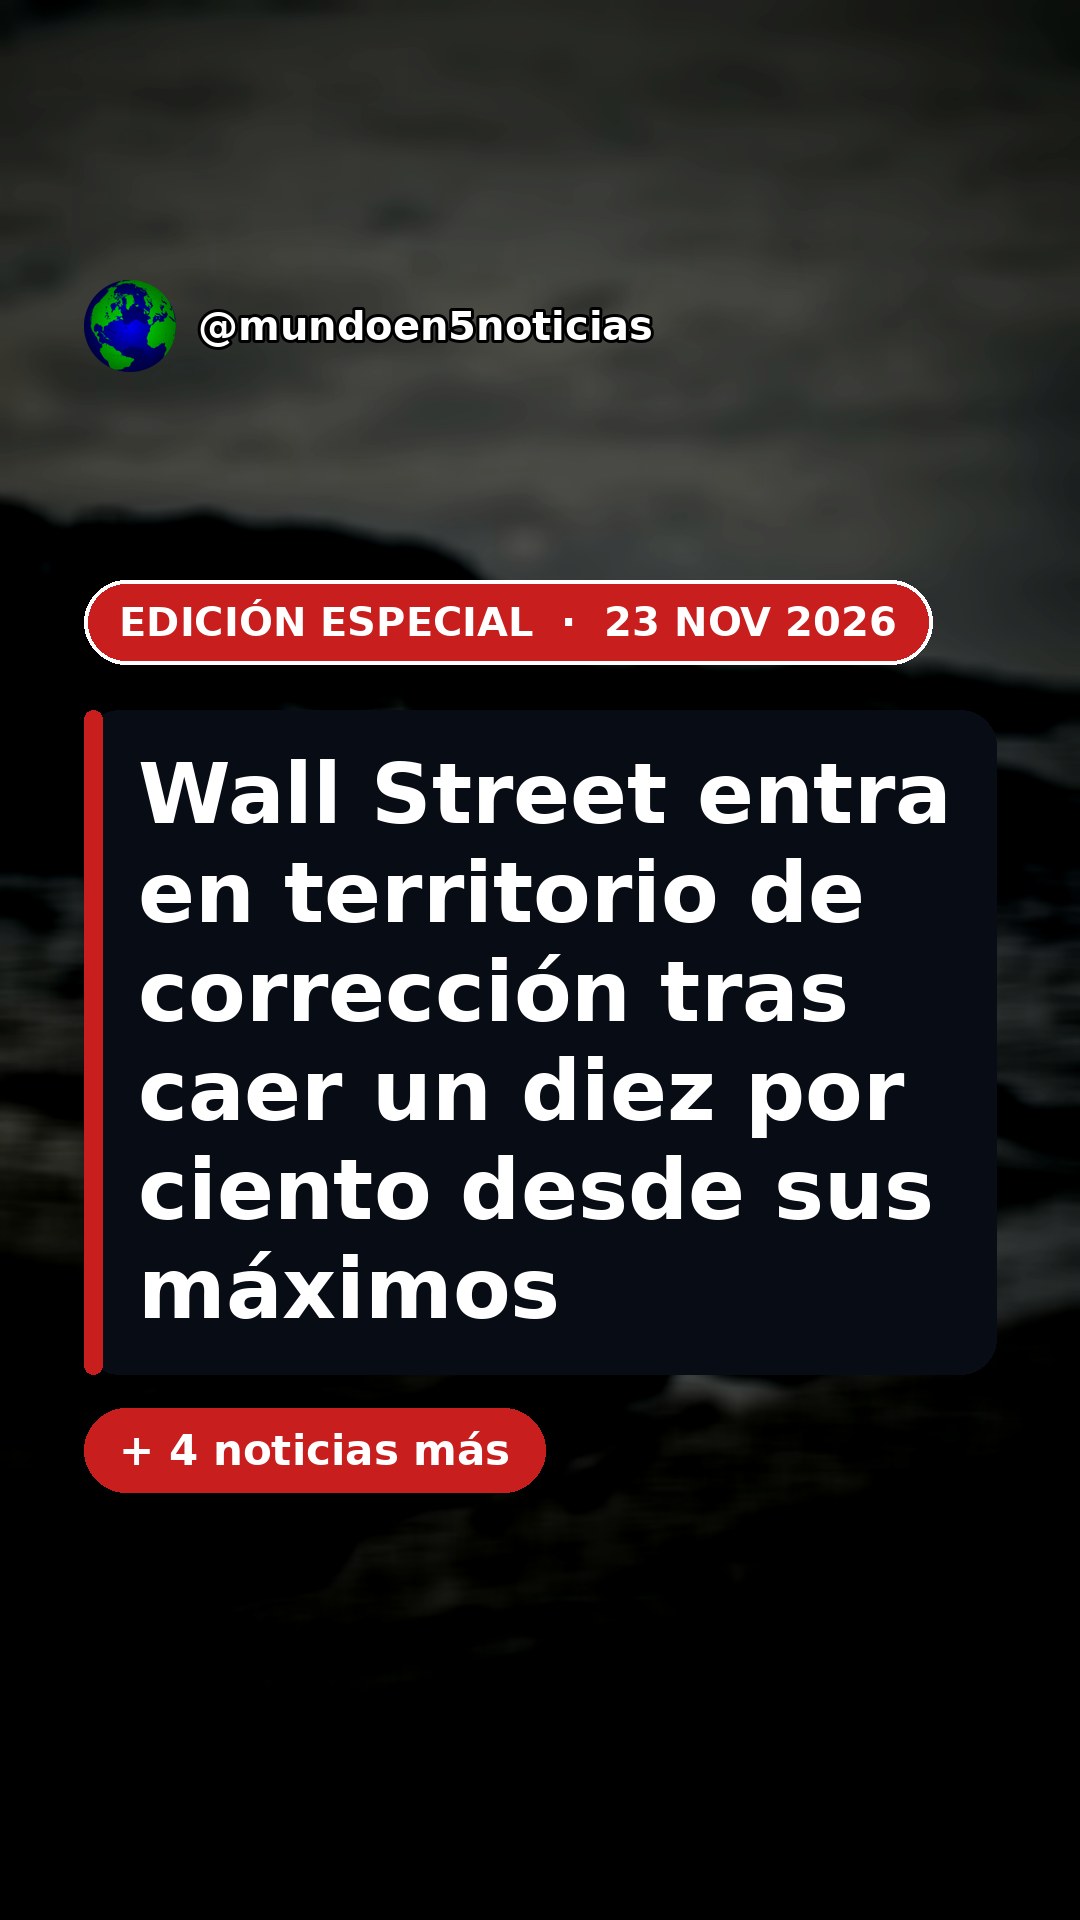 @mundoen5noticias
EDICIÓN ESPECIAL · 23 NOV 2026
Wall Street entra
en territorio de
corrección tras
caer un diez por
ciento desde sus
máximos
+ 4 noticias más